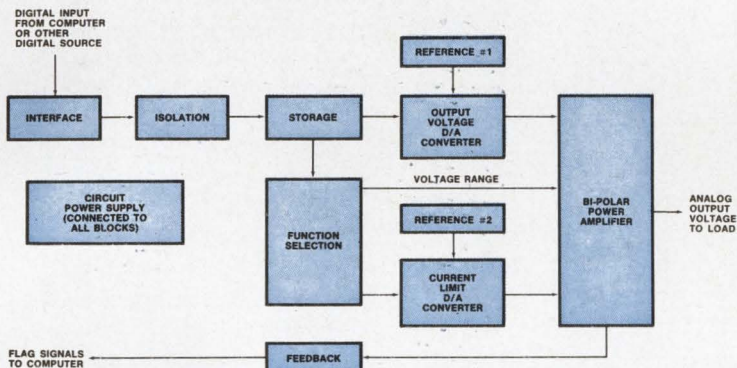 DIGITAL INPUT
FROM COMPUTER
OR OTHER
DIGITAL SOURCE
REFERENCE #1
INTERFACE
ISOLATION
STORAGE
OUTPUT
VOLTAGE
D/A
CONVERTER
VOLTAGE RANGE
CIRCUIT
POWER SUPPLY
(CONNECTED TO
ALL BLOCKS)
FUNCTION
SELECTION
REFERENCE #2
BI-POLAR
POWER
AMPLIFIER
ANALOG
OUTPUT
VOLTAGE
TO LOAD
CURRENT
LIMIT
D/A
CONVERTER
FLAG SIGNALS
TO COMPUTER
FEEDBACK